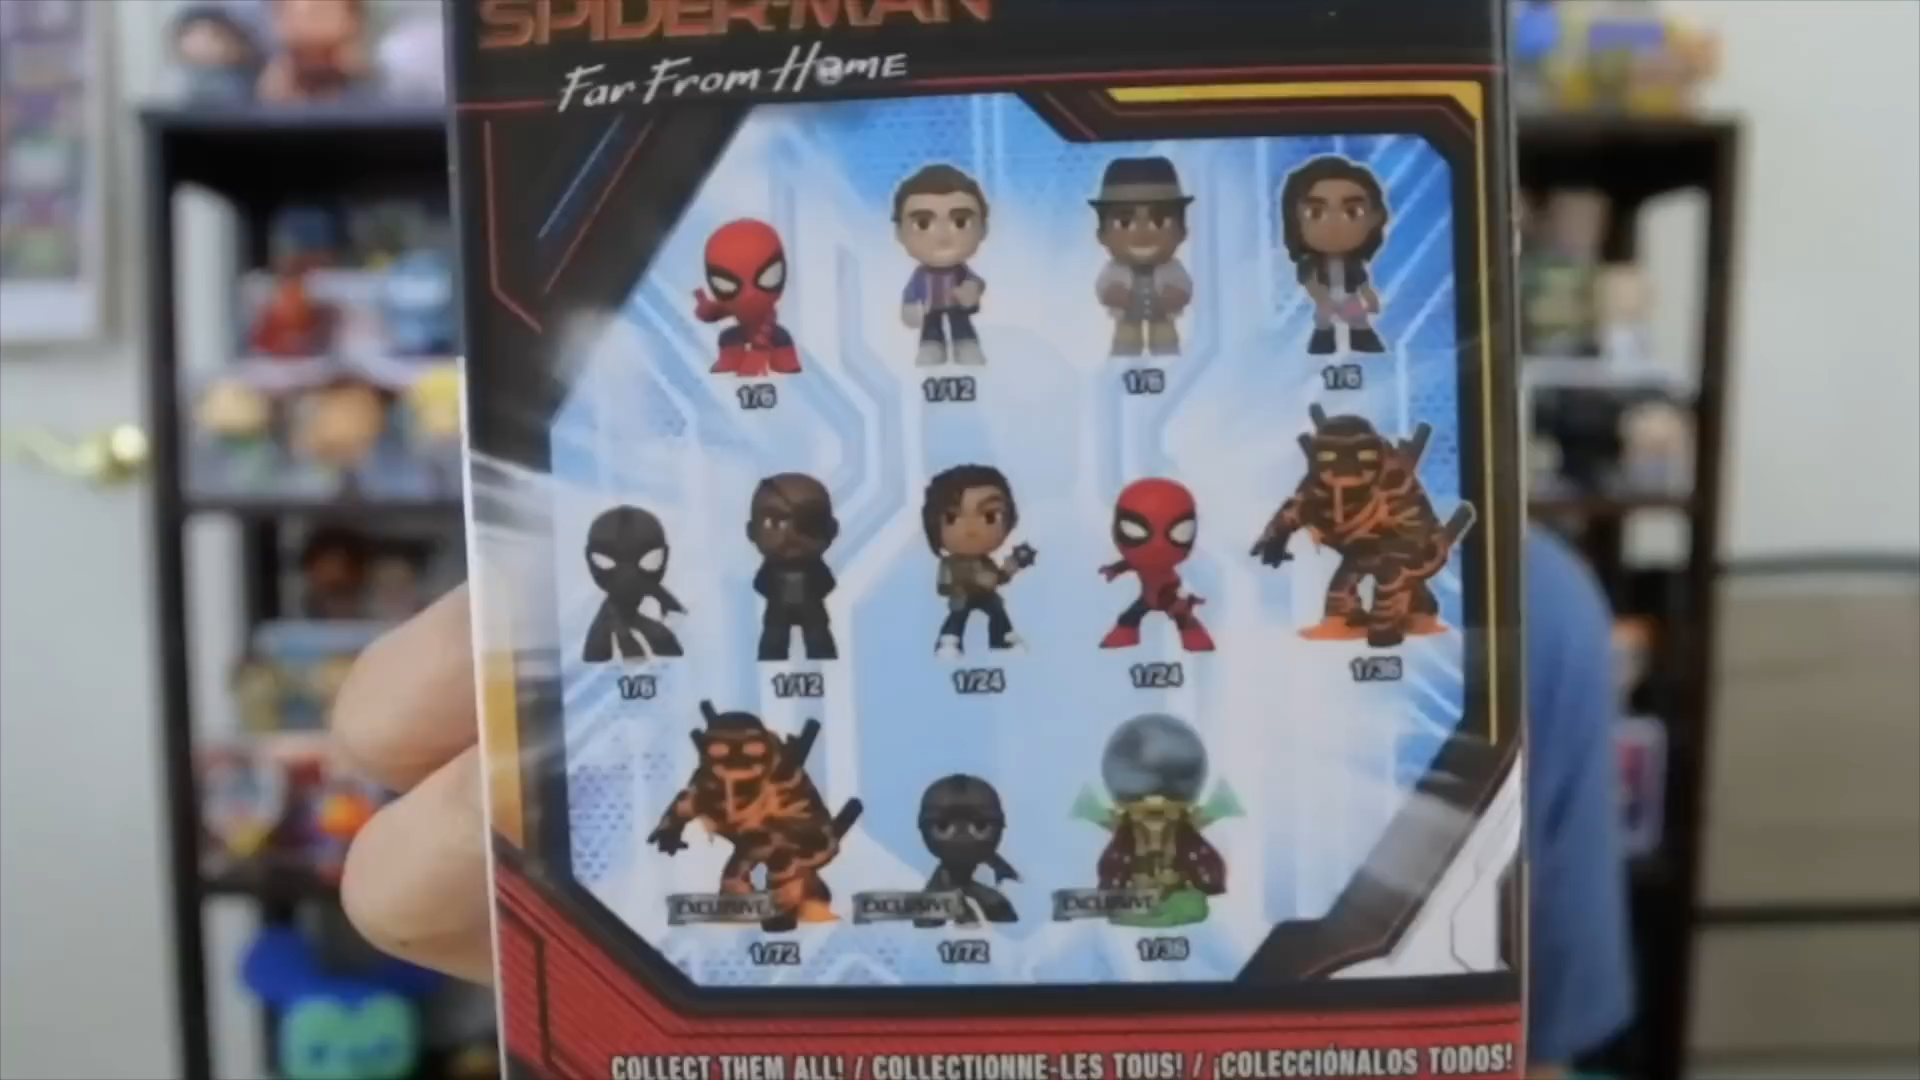 SPIDER-MAN
Far From Home
1/6 1/12 1/6 1/6
1/6 1/12 1/24 1/24 1/36
EXCLUSIVE EXCLUSIVE EXCLUSIVE
1/72 1/72 1/36
COLLECT THEM ALL! / COLLECTIONNE-LES TOUS! / ¡COLECCIÓNALOS TODOS!